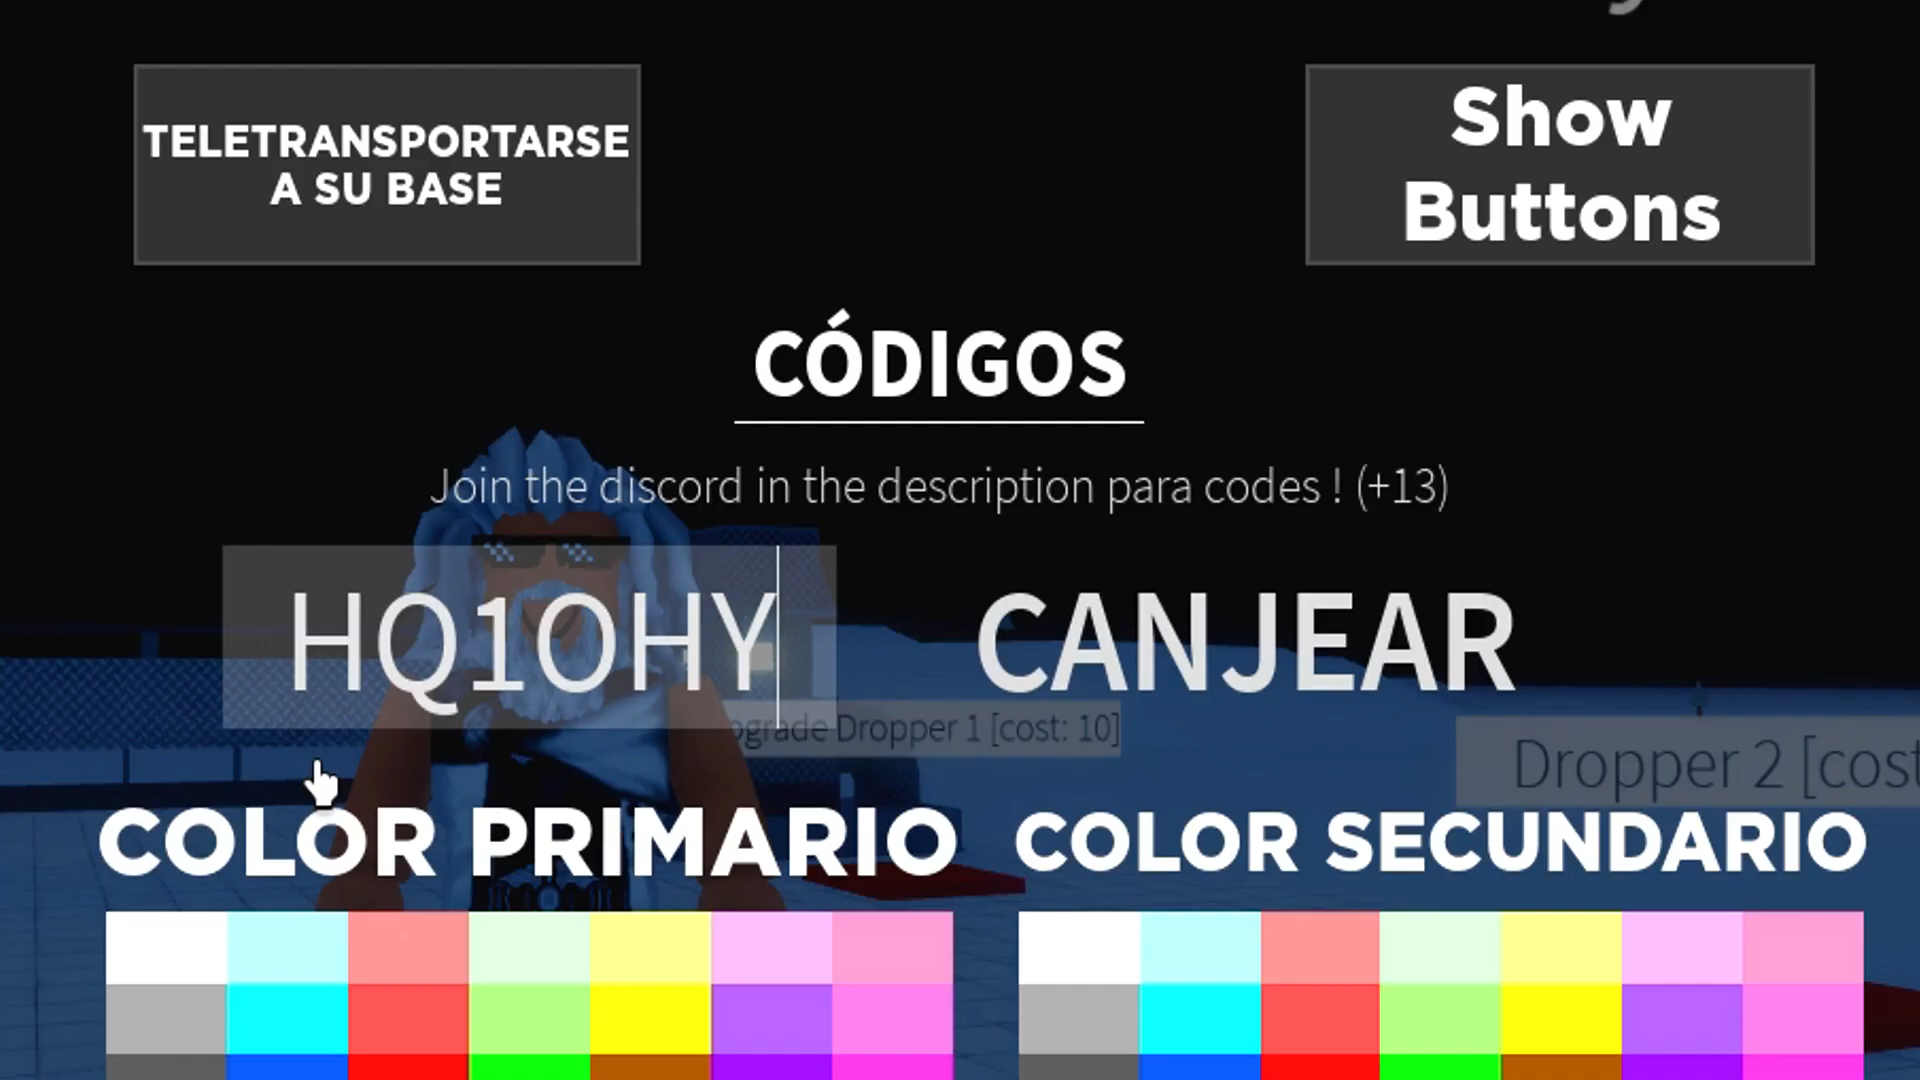 TELETRANSPORTARSE
A SU BASE
Show
Buttons
CÓDIGOS
Join the discord in the description para codes ! (+13)
HQ1OHY
CANJEAR
Dropper 1 [cost: 10]
Dropper 2 [cost
COLOR PRIMARIO
COLOR SECUNDARIO